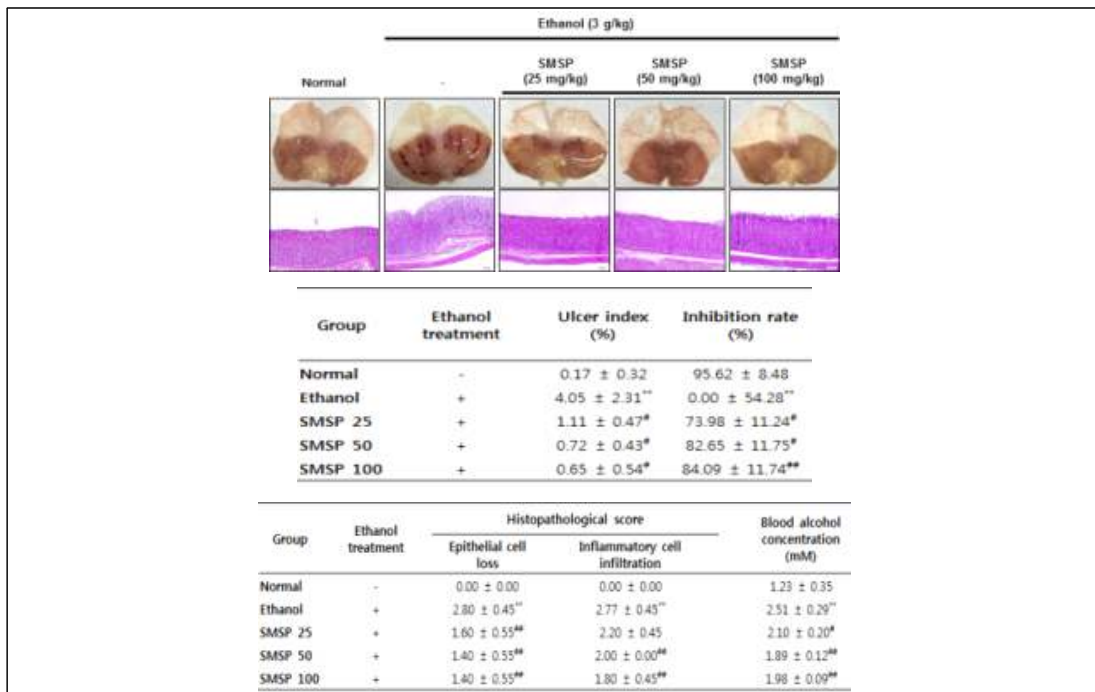 Ethanol (3 g/kg)
Normal - SMSP (25 mg/kg) SMSP (50 mg/kg) SMSP (100 mg/kg)
Group Ethanol treatment Ulcer index (%) Inhibition rate (%)
Normal - 0.17 ± 0.32 95.62 ± 8.48
Ethanol + 4.05 ± 2.31** 0.00 ± 54.28**
SMSP 25 + 1.11 ± 0.47# 73.98 ± 11.24#
SMSP 50 + 0.72 ± 0.43# 82.65 ± 11.75#
SMSP 100 + 0.65 ± 0.54# 84.09 ± 11.74##
Group Ethanol treatment Histopathological score Blood alcohol concentration (mM)
Epithelial cell loss Inflammatory cell infiltration
Normal - 0.00 ± 0.00 0.00 ± 0.00 1.23 ± 0.35
Ethanol + 2.80 ± 0.45** 2.77 ± 0.45** 2.51 ± 0.29**
SMSP 25 + 1.60 ± 0.55## 2.20 ± 0.45 2.10 ± 0.20#
SMSP 50 + 1.40 ± 0.55## 2.00 ± 0.00## 1.89 ± 0.12##
SMSP 100 + 1.40 ± 0.55## 1.80 ± 0.45## 1.98 ± 0.09##